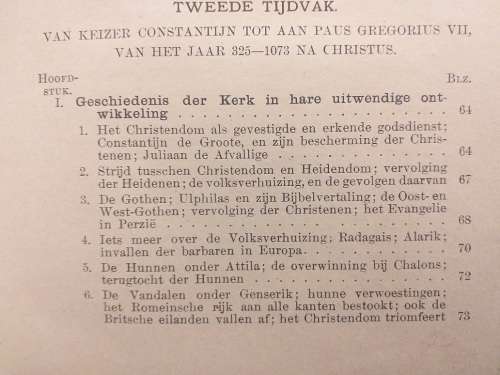 TWEEDE TIJDVAK.
VAN KEIZER CONSTANTIJN TOT AAN PAUS GREGORIUS VII,
VAN HET JAAR 325—1073 NA CHRISTUS.
HOOFD-
STUK. BLZ.
I. Geschiedenis der Kerk in hare uitwendige ont-
wikkeling . . . . . . . . . . . . . . . . 64
1. Het Christendom als gevestigde en erkende godsdienst;
Constantijn de Groote, en zijn bescherming der Chris-
tenen; Juliaan de Afvallige . . . . . . . . . . 64
2. Strijd tusschen Christendom en Heidendom; vervolging
der Heidenen; de volksverhuizing, en de gevolgen daarvan 67
3. De Gothen; Ulphilas en zijn Bijbelvertaling; de Oost- en
West-Gothen; vervolging der Christenen; het Evangelie
in Perzië . . . . . . . . . . . . . . . . 68
4. Iets meer over de Volksverhuizing; Radagais; Alarik;
invallen der barbaren in Europa. . . . . . . . . 70
5. De Hunnen onder Attila; de overwinning bij Chalons;
terugtocht der Hunnen . . . . . . . . . . . . 72
6. De Vandalen onder Genserik; hunne verwoestingen;
het Romeinsche rijk aan alle kanten bestookt; ook de
Britsche eilanden vallen af; het Christendom triomfeert 73